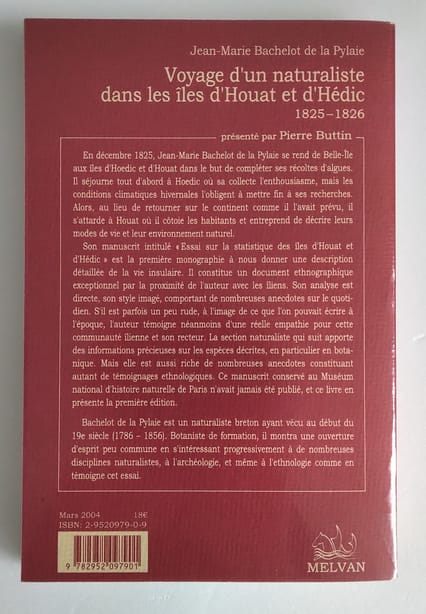 Jean-Marie Bachelot de la Pylaie
Voyage d'un naturaliste
dans les îles d'Houat et d'Hédic
1825–1826
présenté par Pierre Buttin
En décembre 1825, Jean-Marie Bachelot de la Pylaie se rend de Belle-Île
aux îles d'Hoedic et d'Houat dans le but de compléter ses récoltes d'algues.
Il séjourne tout d'abord à Hoedic où sa collecte l'enthousiasme, mais les
conditions climatiques hivernales l'obligent à mettre fin à ses recherches.
Alors, au lieu de retourner sur le continent comme il l'avait prévu, il
s'attarde à Houat où il côtoie les habitants et entreprend de décrire leurs
modes de vie et leur environnement naturel.
Son manuscrit intitulé « Essai sur la statistique des îles d'Houat et
d'Hédic » est la première monographie à nous donner une description
détaillée de la vie insulaire. Il constitue un document ethnographique
exceptionnel par la proximité de l'auteur avec les îliens. Son analyse est
directe, son style imagé, comportant de nombreuses anecdotes sur le quoti-
dien. S'il est parfois un peu rude, à l'image de ce que l'on pouvait écrire à
l'époque, l'auteur témoigne néanmoins d'une réelle empathie pour cette
communauté îlienne et son recteur. La section naturaliste qui suit apporte
des informations précieuses sur les espèces décrites, en particulier en bota-
nique. Mais elle est aussi riche de nombreuses anecdotes constituant
autant de témoignages ethnologiques. Ce manuscrit conservé au Muséum
national d'histoire naturelle de Paris n'avait jamais été publié, et ce livre en
présente la première édition.
Bachelot de la Pylaie est un naturaliste breton ayant vécu au début du
19e siècle (1786 – 1856). Botaniste de formation, il montra une ouverture
d'esprit peu commune en s'intéressant progressivement à de nombreuses
disciplines naturalistes, à l'archéologie, et même à l'ethnologie comme en
témoigne cet essai.
Mars 2004 18€
ISBN: 2-9520979-0-9
9 782952 097901
MELVAN